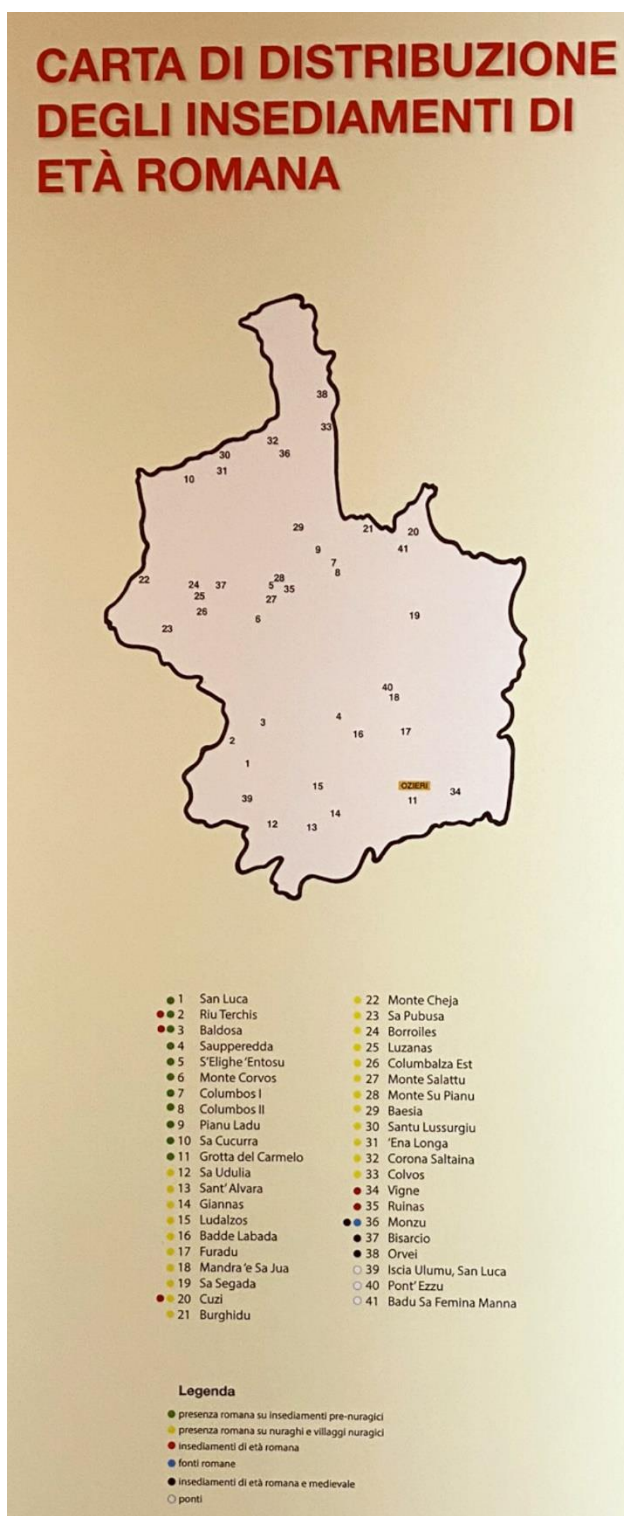 CARTA DI DISTRIBUZIONE
DEGLI INSEDIAMENTI DI
ETÀ ROMANA
38
33
32
36
30
31
10
29
21
20
9
41
7
8
22
24
37
28
5
35
25
27
26
6
19
23
40
18
3
4
16
17
2
1
15
OZIERI
34
39
11
14
12
13
1 San Luca
2 Riu Terchis
3 Baldosa
4 Saupperedda
5 S'Elighe 'Entosu
6 Monte Corvos
7 Columbos I
8 Columbos II
9 Pianu Ladu
10 Sa Cucurra
11 Grotta del Carmelo
12 Sa Udulia
13 Sant' Alvara
14 Giannas
15 Ludalzos
16 Badde Labada
17 Furadu
18 Mandra 'e Sa Jua
19 Sa Segada
20 Cuzi
21 Burghidu
22 Monte Cheja
23 Sa Pubusa
24 Borroiles
25 Luzanas
26 Columbalza Est
27 Monte Salattu
28 Monte Su Pianu
29 Baesia
30 Santu Lussurgiu
31 'Ena Longa
32 Corona Saltaina
33 Colvos
34 Vigne
35 Ruinas
36 Monzu
37 Bisarcio
38 Orvei
39 Iscia Ulumu, San Luca
40 Pont' Ezzu
41 Badu Sa Femina Manna
Legenda
presenza romana su insediamenti pre-nuragici
presenza romana su nuraghi e villaggi nuragici
insediamenti di età romana
fonti romane
insediamenti di età romana e medievale
ponti